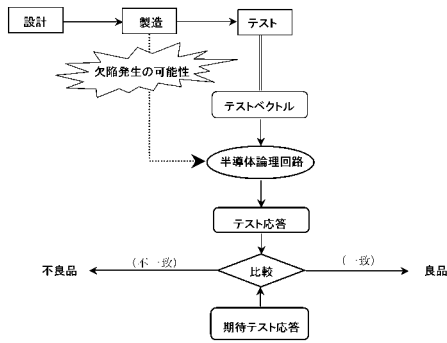 設計
製造
テスト
欠陥発生の可能性
テストベクトル
半導体論理回路
テスト応答
不良品
(不一致)
比較
(一致)
良品
期待テスト応答